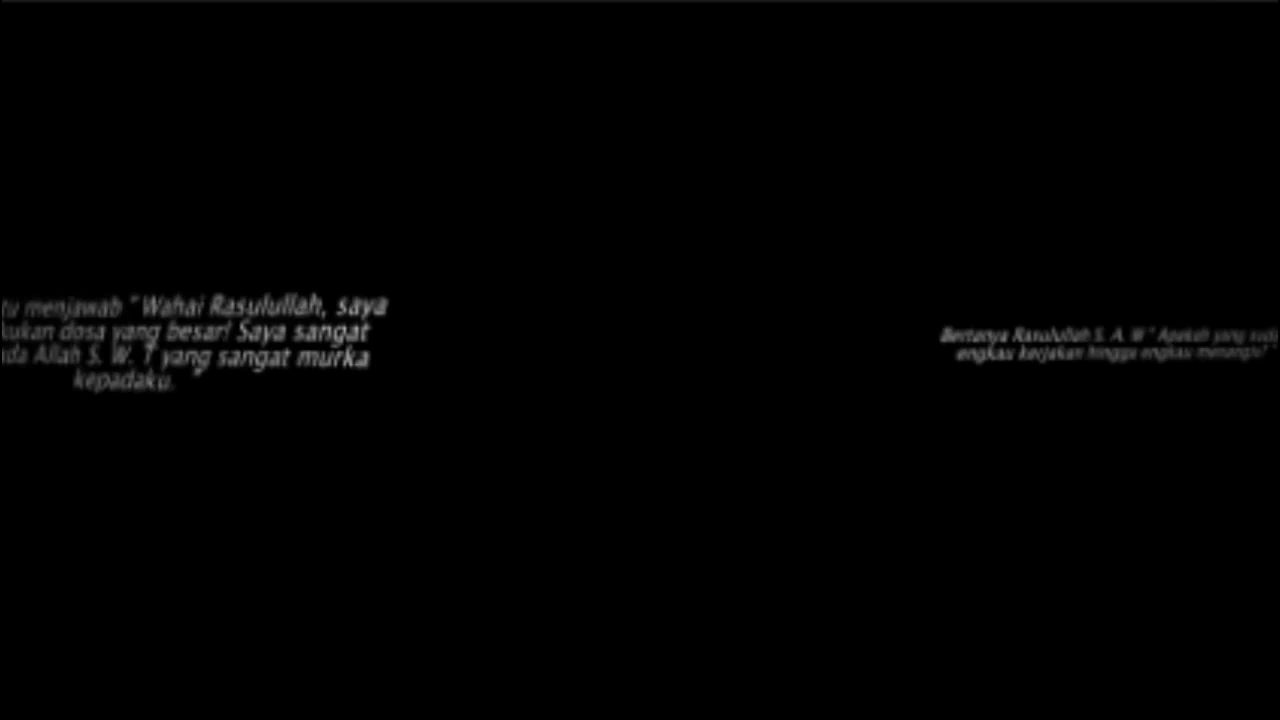 menjawab " Wahai Rasulullah, saya
dosa yang besar! Saya sangat
Allah S. W. T yang sangat murka
kepadaku. "
Bertanya Rasulullah S. A. W " Apakah yang
engkau kerjakan hingga engkau menangis? "